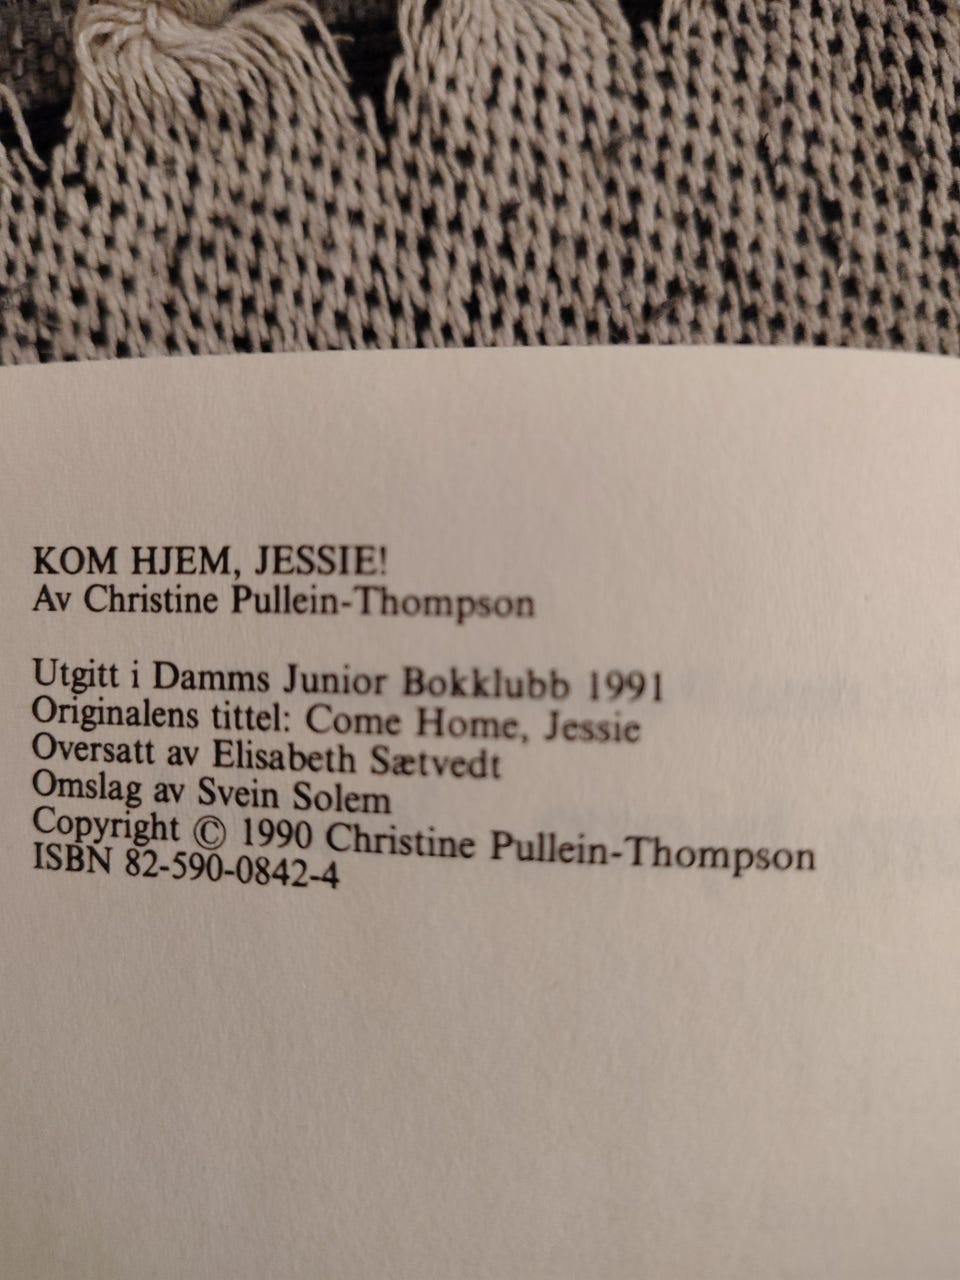 KOM HJEM, JESSIE!
Av Christine Pullein-Thompson
Utgitt i Damms Junior Bokklubb 1991
Originalens tittel: Come Home, Jessie
Oversatt av Elisabeth Sætvedt
Omslag av Svein Solem
Copyright © 1990 Christine Pullein-Thompson
ISBN 82-590-0842-4